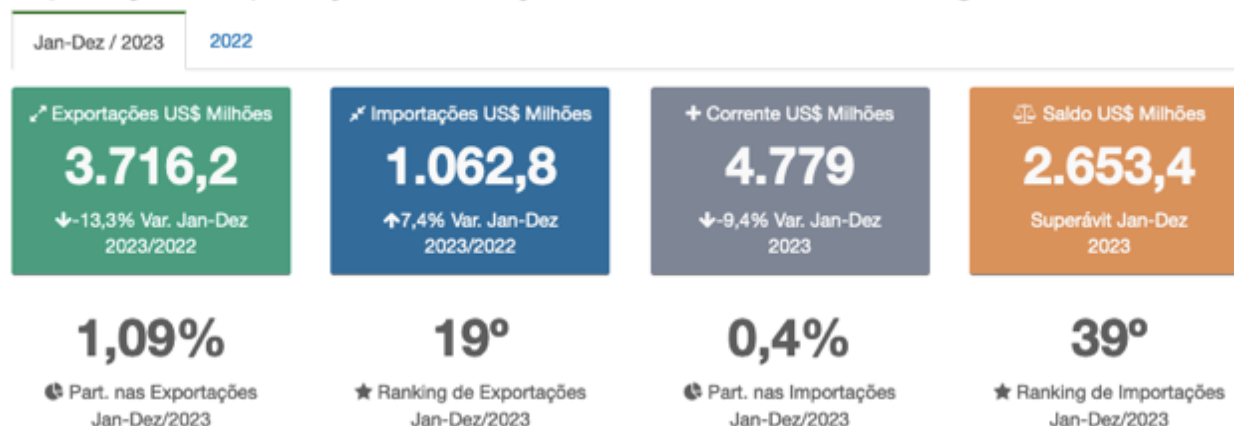 Jan-Dez / 2023
2022
Exportações US$ Milhões
3.716,2
-13,3% Var. Jan-Dez
2023/2022
Importações US$ Milhões
1.062,8
7,4% Var. Jan-Dez
2023/2022
Corrente US$ Milhões
4.779
-9,4% Var. Jan-Dez
2023
Saldo US$ Milhões
2.653,4
Superávit Jan-Dez
2023
1,09%
Part. nas Exportações
Jan-Dez/2023
19º
Ranking de Exportações
Jan-Dez/2023
0,4%
Part. nas Importações
Jan-Dez/2023
39º
Ranking de Importações
Jan-Dez/2023